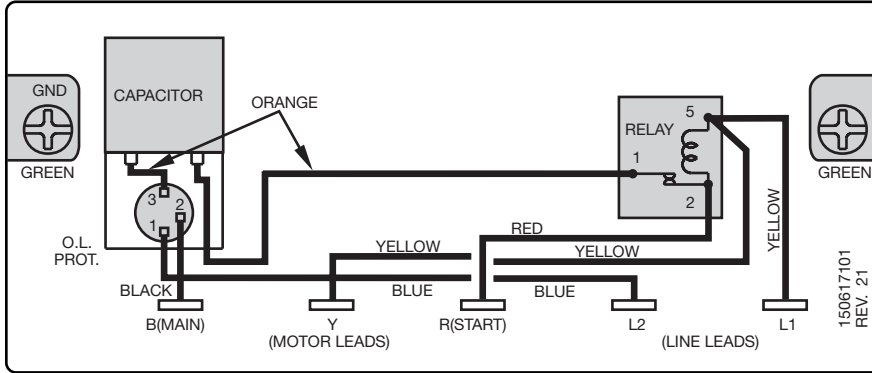 GND
GREEN
CAPACITOR
ORANGE
3
2
1
O.L.
PROT.
BLACK
B(MAIN)
YELLOW
BLUE
Y
(MOTOR LEADS)
RED
R(START)
YELLOW
BLUE
L2
(LINE LEADS)
L1
RELAY
5
1
2
YELLOW
GREEN
150617101
REV. 21